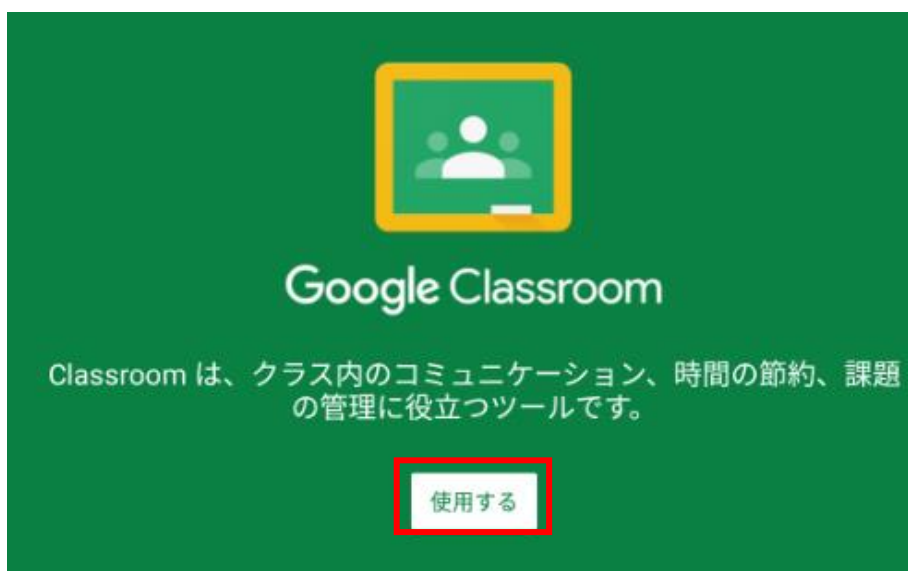 Google Classroom
Classroom は、クラス内のコミュニケーション、時間の節約、課題
の管理に役立つツールです。
使用する